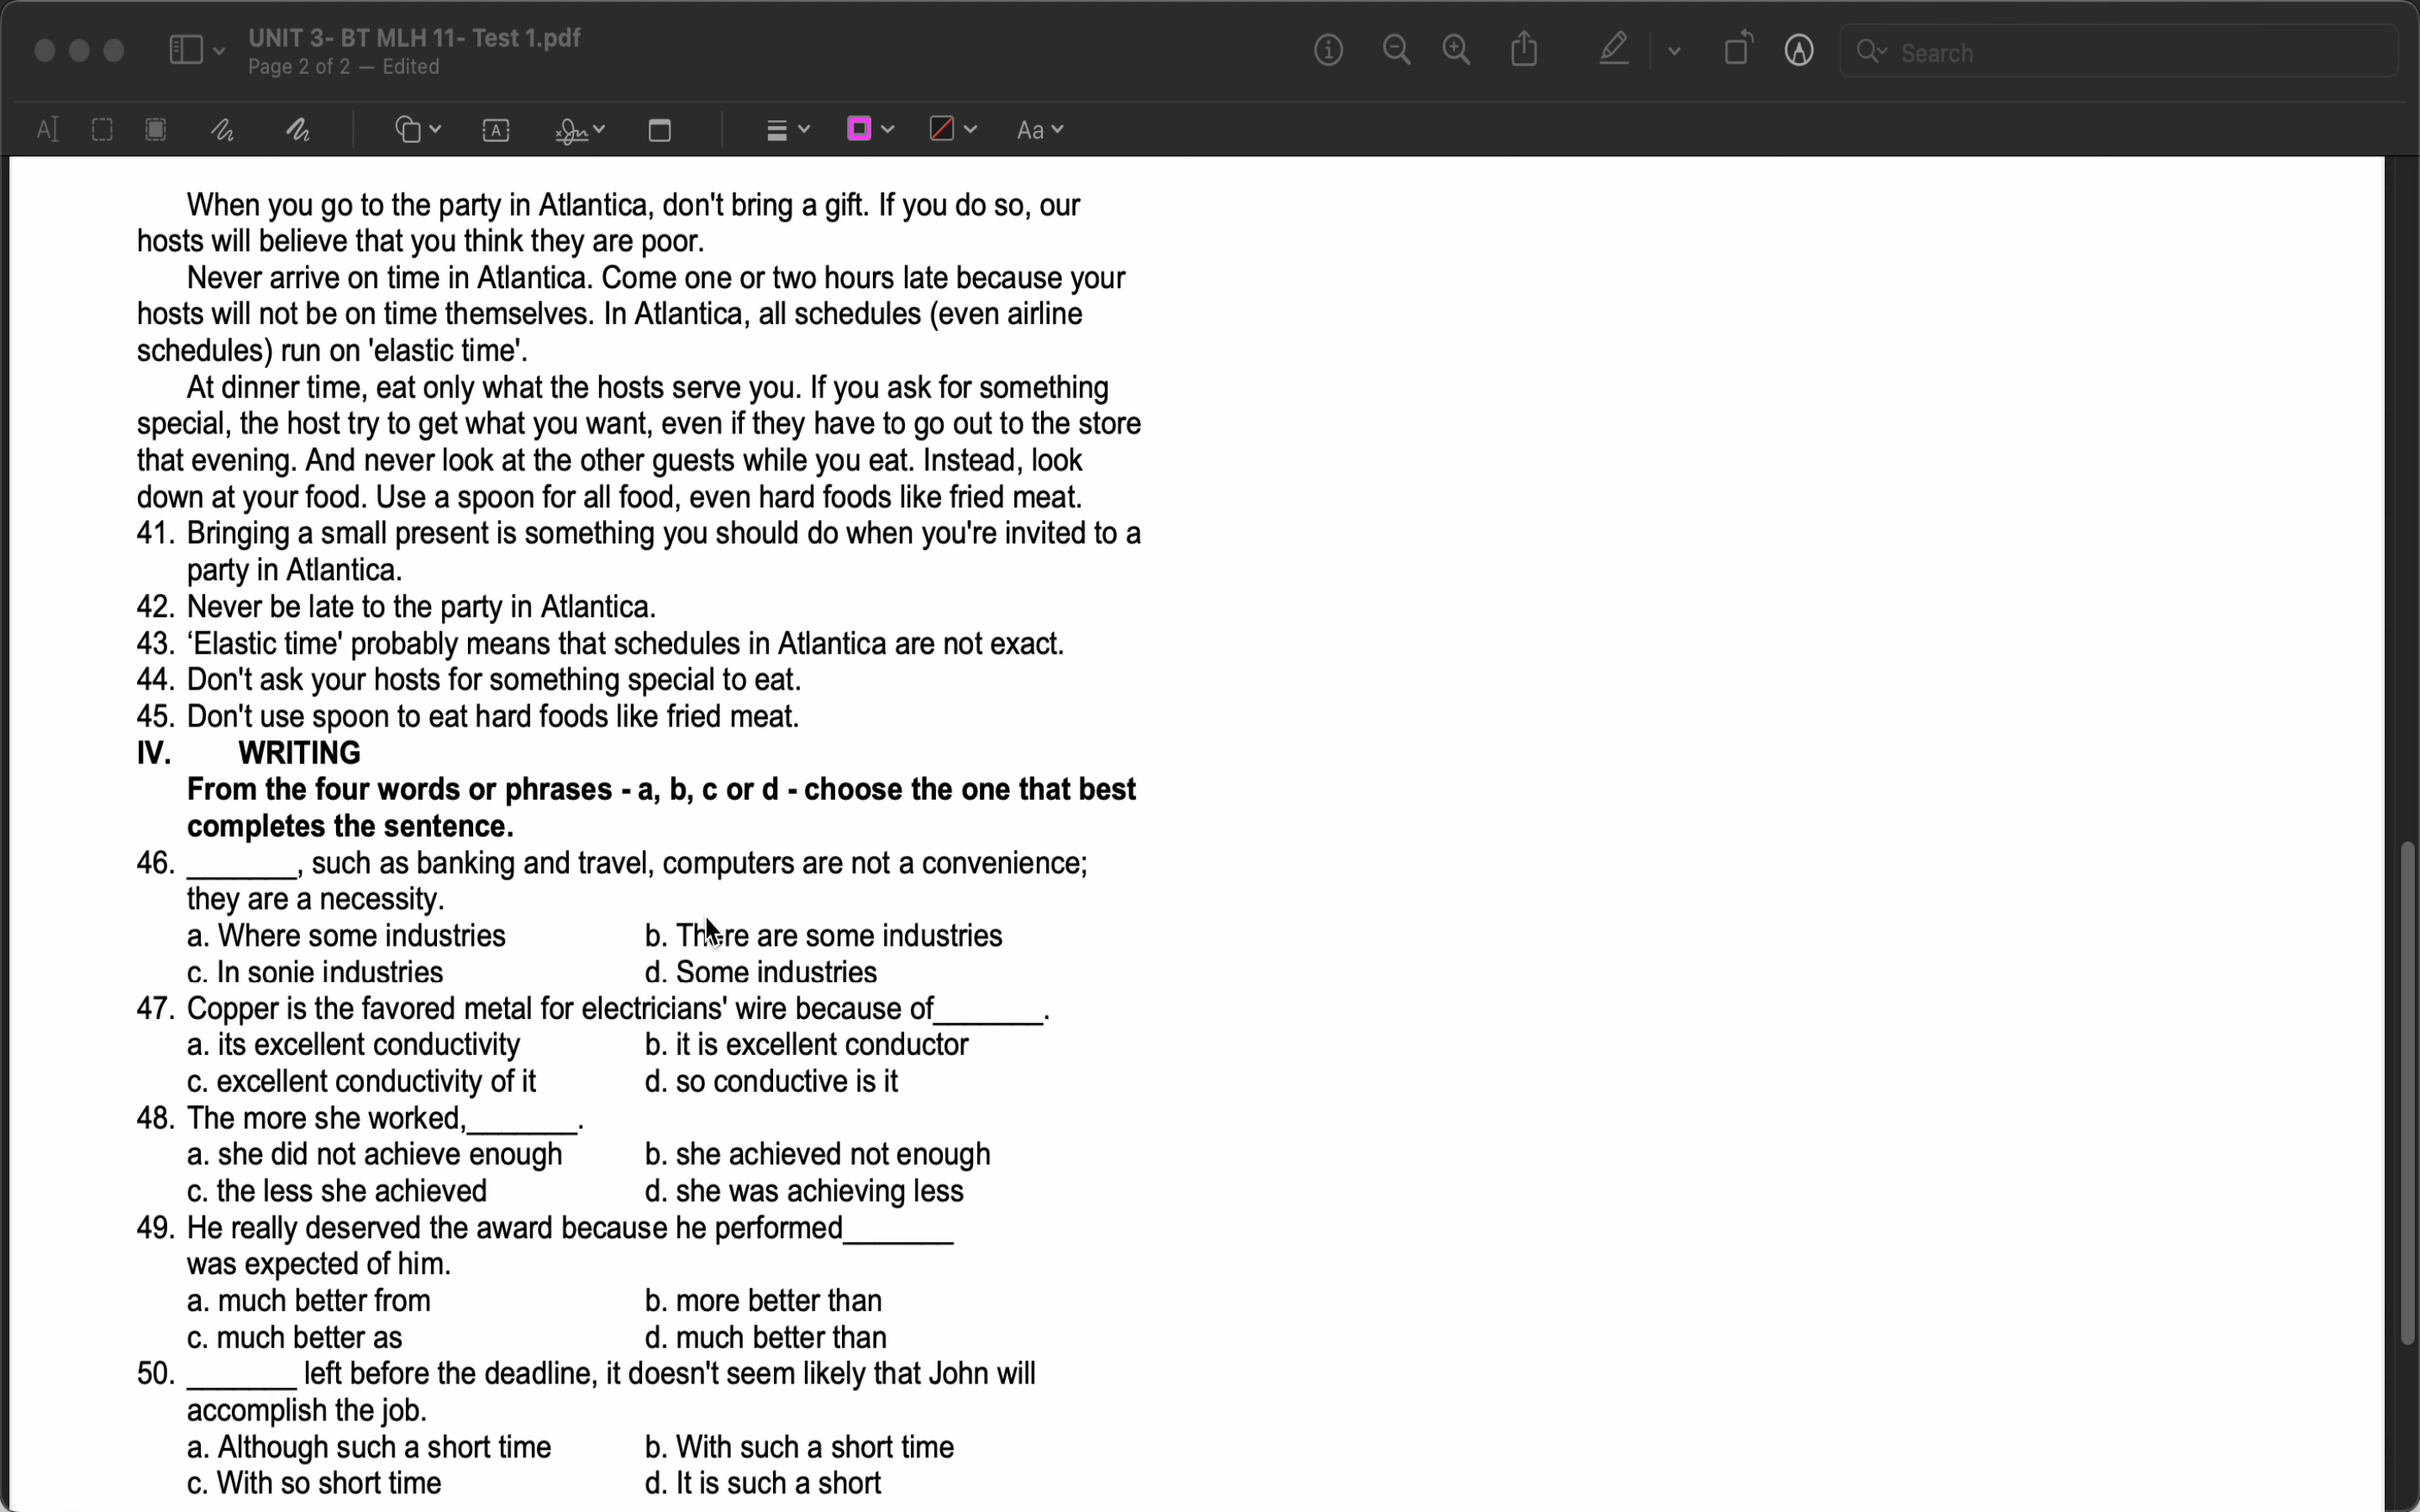 UNIT 3- BT MLH 11- Test 1.pdf
Page 2 of 2 — Edited
Search
A
A
Aa
When you go to the party in Atlantica, don't bring a gift. If you do so, our
hosts will believe that you think they are poor.
Never arrive on time in Atlantica. Come one or two hours late because your
hosts will not be on time themselves. In Atlantica, all schedules (even airline
schedules) run on 'elastic time'.
At dinner time, eat only what the hosts serve you. If you ask for something
special, the host try to get what you want, even if they have to go out to the store
that evening. And never look at the other guests while you eat. Instead, look
down at your food. Use a spoon for all food, even hard foods like fried meat.
41. Bringing a small present is something you should do when you're invited to a
party in Atlantica.
42. Never be late to the party in Atlantica.
43. ‘Elastic time' probably means that schedules in Atlantica are not exact.
44. Don't ask your hosts for something special to eat.
45. Don't use spoon to eat hard foods like fried meat.
IV. WRITING
From the four words or phrases - a, b, c or d - choose the one that best
completes the sentence.
46. _______, such as banking and travel, computers are not a convenience;
they are a necessity.
a. Where some industries b. There are some industries
c. In sonie industries d. Some industries
47. Copper is the favored metal for electricians' wire because of_______.
a. its excellent conductivity b. it is excellent conductor
c. excellent conductivity of it d. so conductive is it
48. The more she worked,_______.
a. she did not achieve enough b. she achieved not enough
c. the less she achieved d. she was achieving less
49. He really deserved the award because he performed_______
was expected of him.
a. much better from b. more better than
c. much better as d. much better than
50. _______ left before the deadline, it doesn't seem likely that John will
accomplish the job.
a. Although such a short time b. With such a short time
c. With so short time d. It is such a short